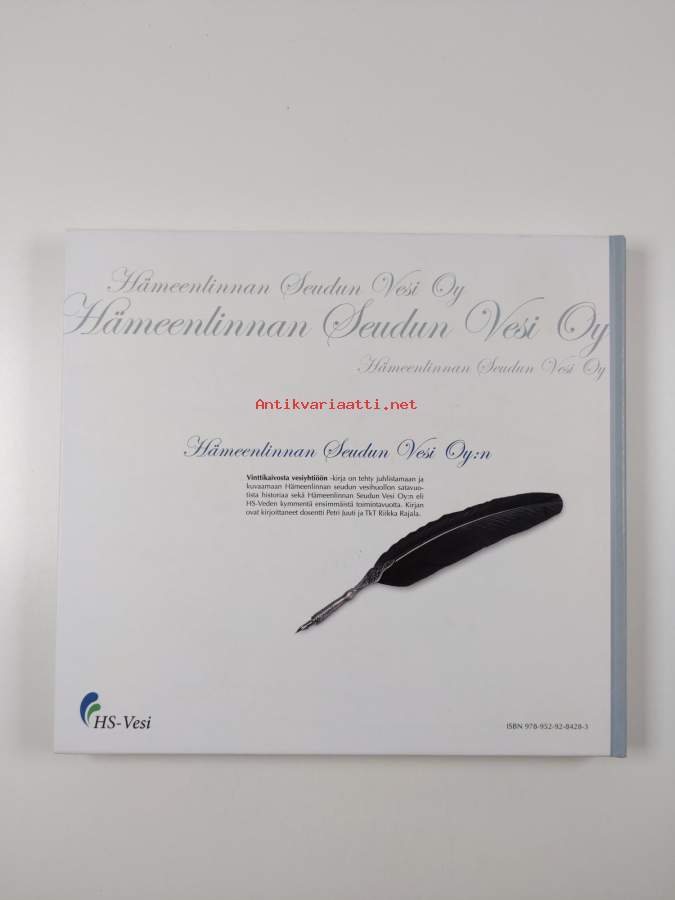 Hämeenlinnan Seudun Vesi Oy
Hämeenlinnan Seudun Vesi Oy
Hämeenlinnan Seudun Vesi Oy
Antikvariaatti.net
Hämeenlinnan Seudun Vesi Oy:n
Vinttikaivosta vesiyhtiöön -kirja on tehty juhlistamaan ja
kuvaamaan Hämeenlinnan seudun vesihuollon satavuo-
tista historiaa sekä Hämeenlinnan Seudun Vesi Oy:n eli
HS-Veden kymmentä ensimmäistä toimintavuotta. Kirjan
ovat kirjoittaneet dosentti Petri Juuti ja TkT Riikka Rajala.
HS-Vesi
ISBN 978-952-92-8428-3